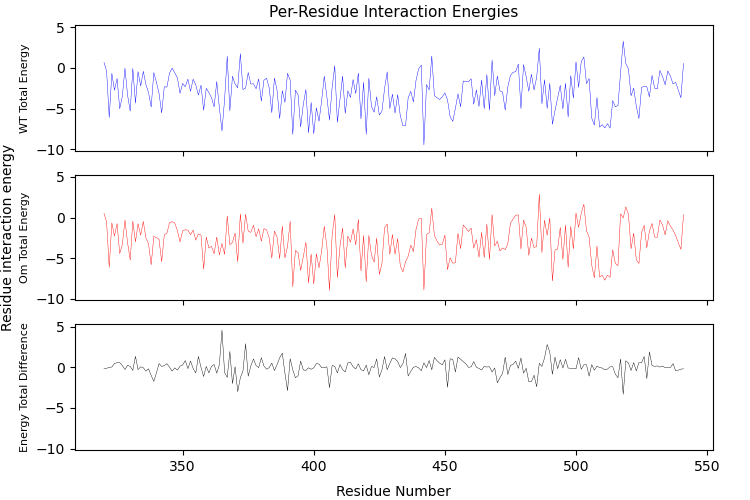 Per-Residue Interaction Energies
Residue interaction energy
WT Total Energy
5
0
−5
−10
Om Total Energy
5
0
−5
−10
Energy Total Difference
5
0
−5
−10
350
400
450
500
550
Residue Number